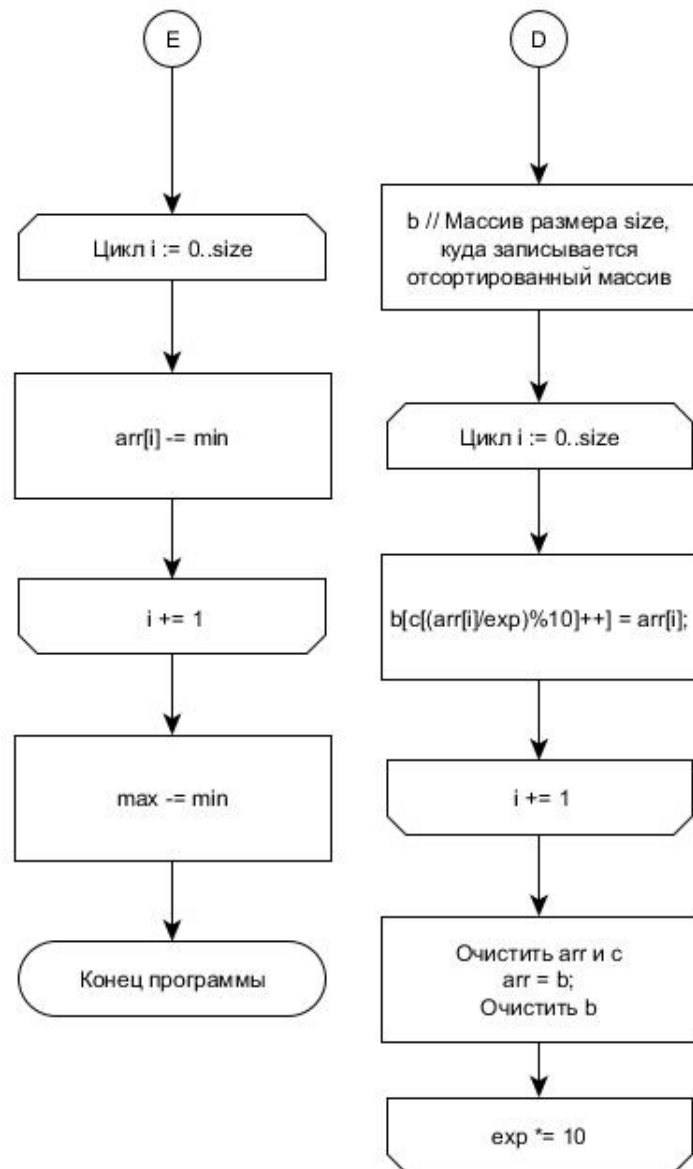 E
Цикл i := 0..size
arr[i] -= min
i += 1
max -= min
Конец программы
D
b // Массив размера size,
куда записывается
отсортированный массив
Цикл i := 0..size
b[c[(arr[i]/exp)%10]++] = arr[i];
i += 1
Очистить arr и c
arr = b;
Очистить b
exp *= 10